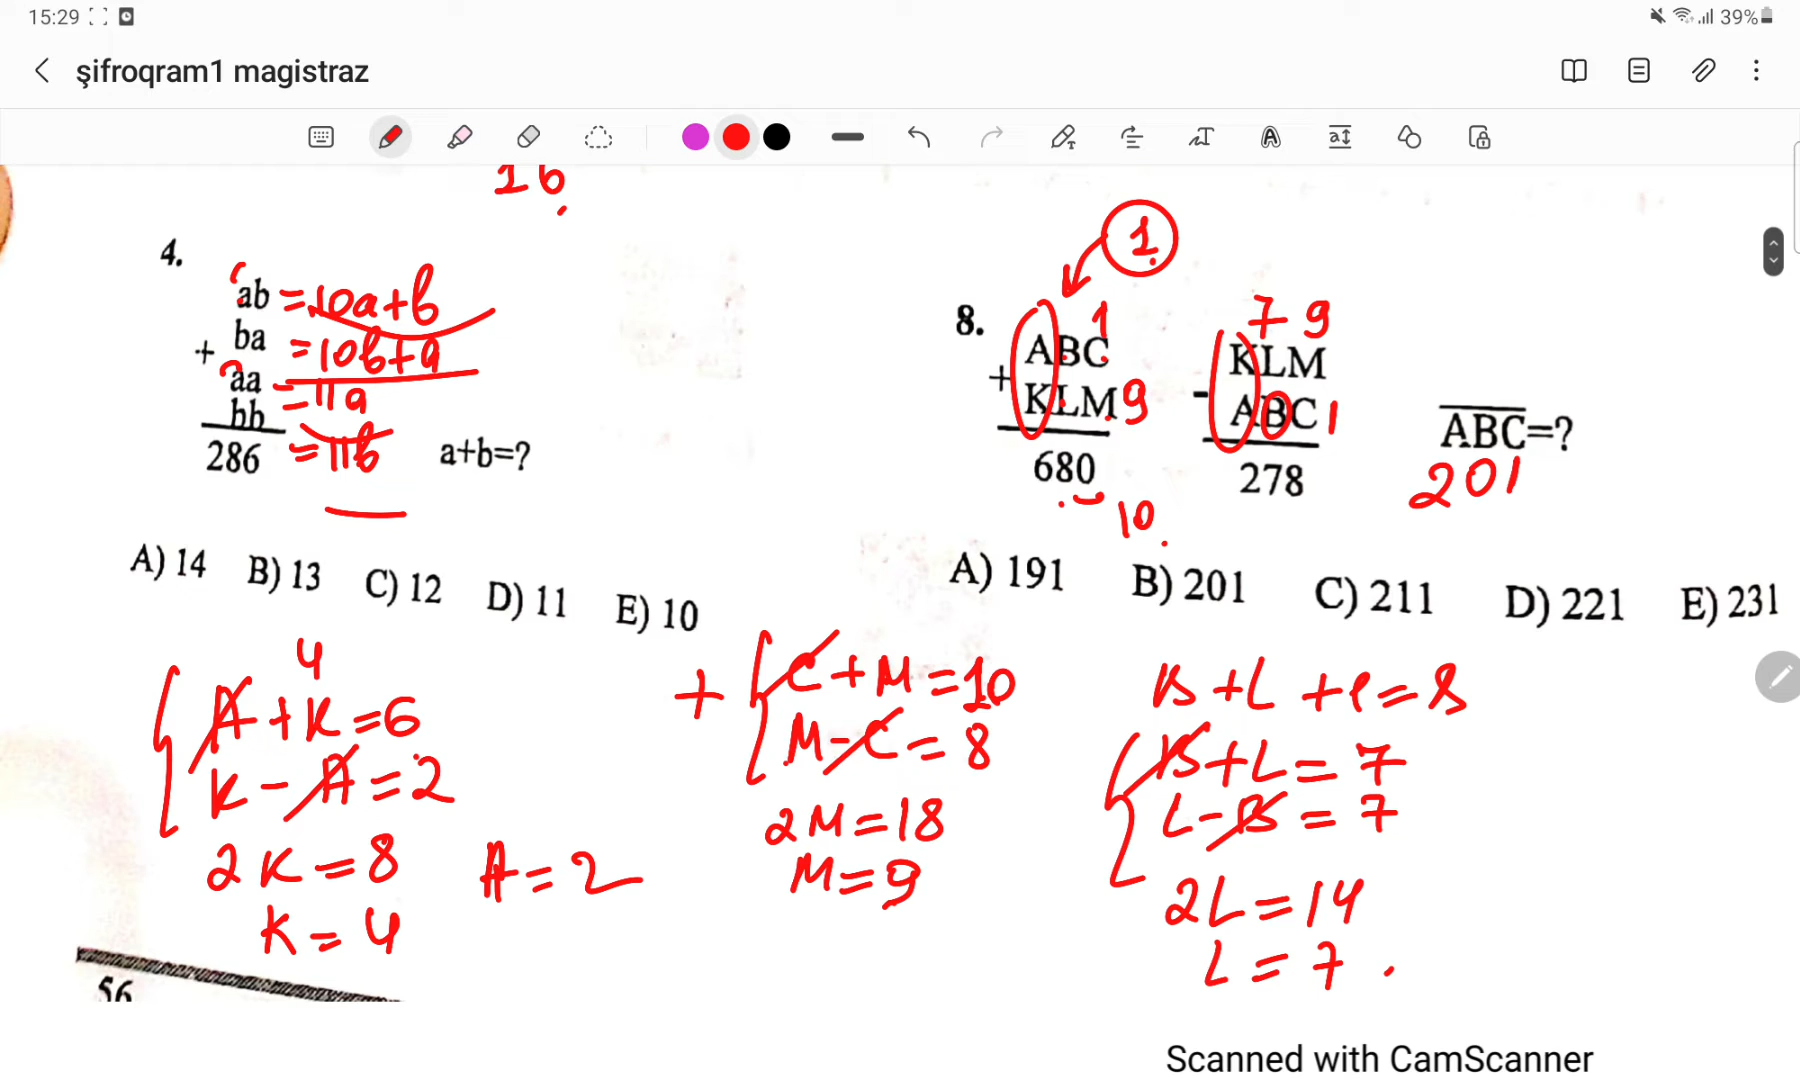 15:29
39%
şifroqram1 magistraz
16
4.
ab =10a+b
+ ba =10b+a
aa =11a
bb =11b
286
a+b=?
A) 14 B) 13 C) 12 D) 11 E) 10
1
8.
1
+ ABC
KLM 9
680
10
7 9
- KLM
ABC 0 1
278
ABC=?
201
A) 191 B) 201 C) 211 D) 221 E) 231
4
A+K=6
K-A=2
2K=8
K=4
A=2
+ C+M=10
M-C=8
2M=18
M=9
B+L+1=8
B+L=7
L-B=7
2L=14
L=7
56
Scanned with CamScanner